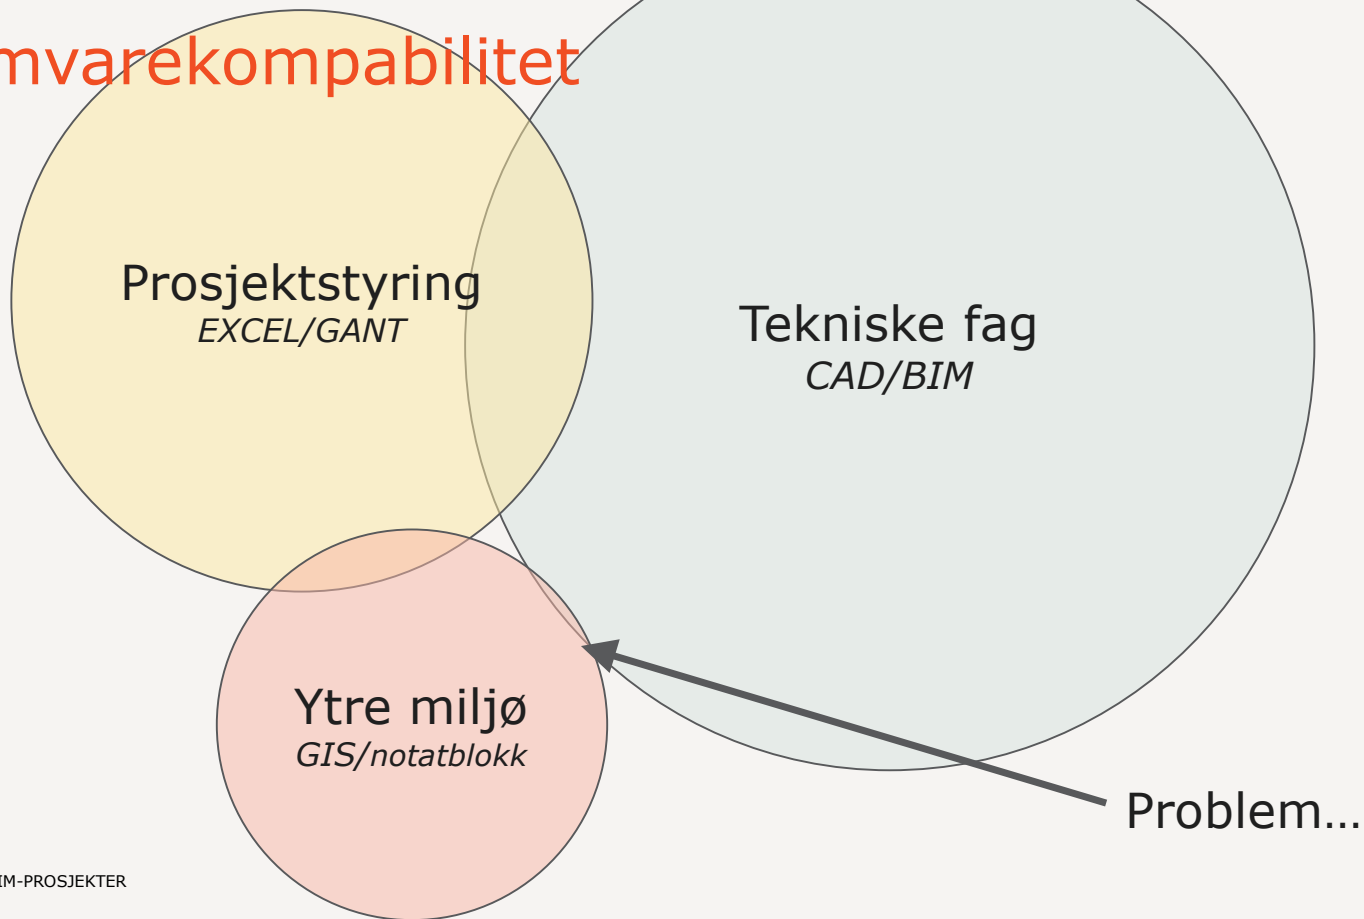 mvarekompabilitet
Prosjektstyring
EXCEL/GANT
Tekniske fag
CAD/BIM
Ytre miljø
GIS/notatblokk
Problem...
IM-PROSJEKTER